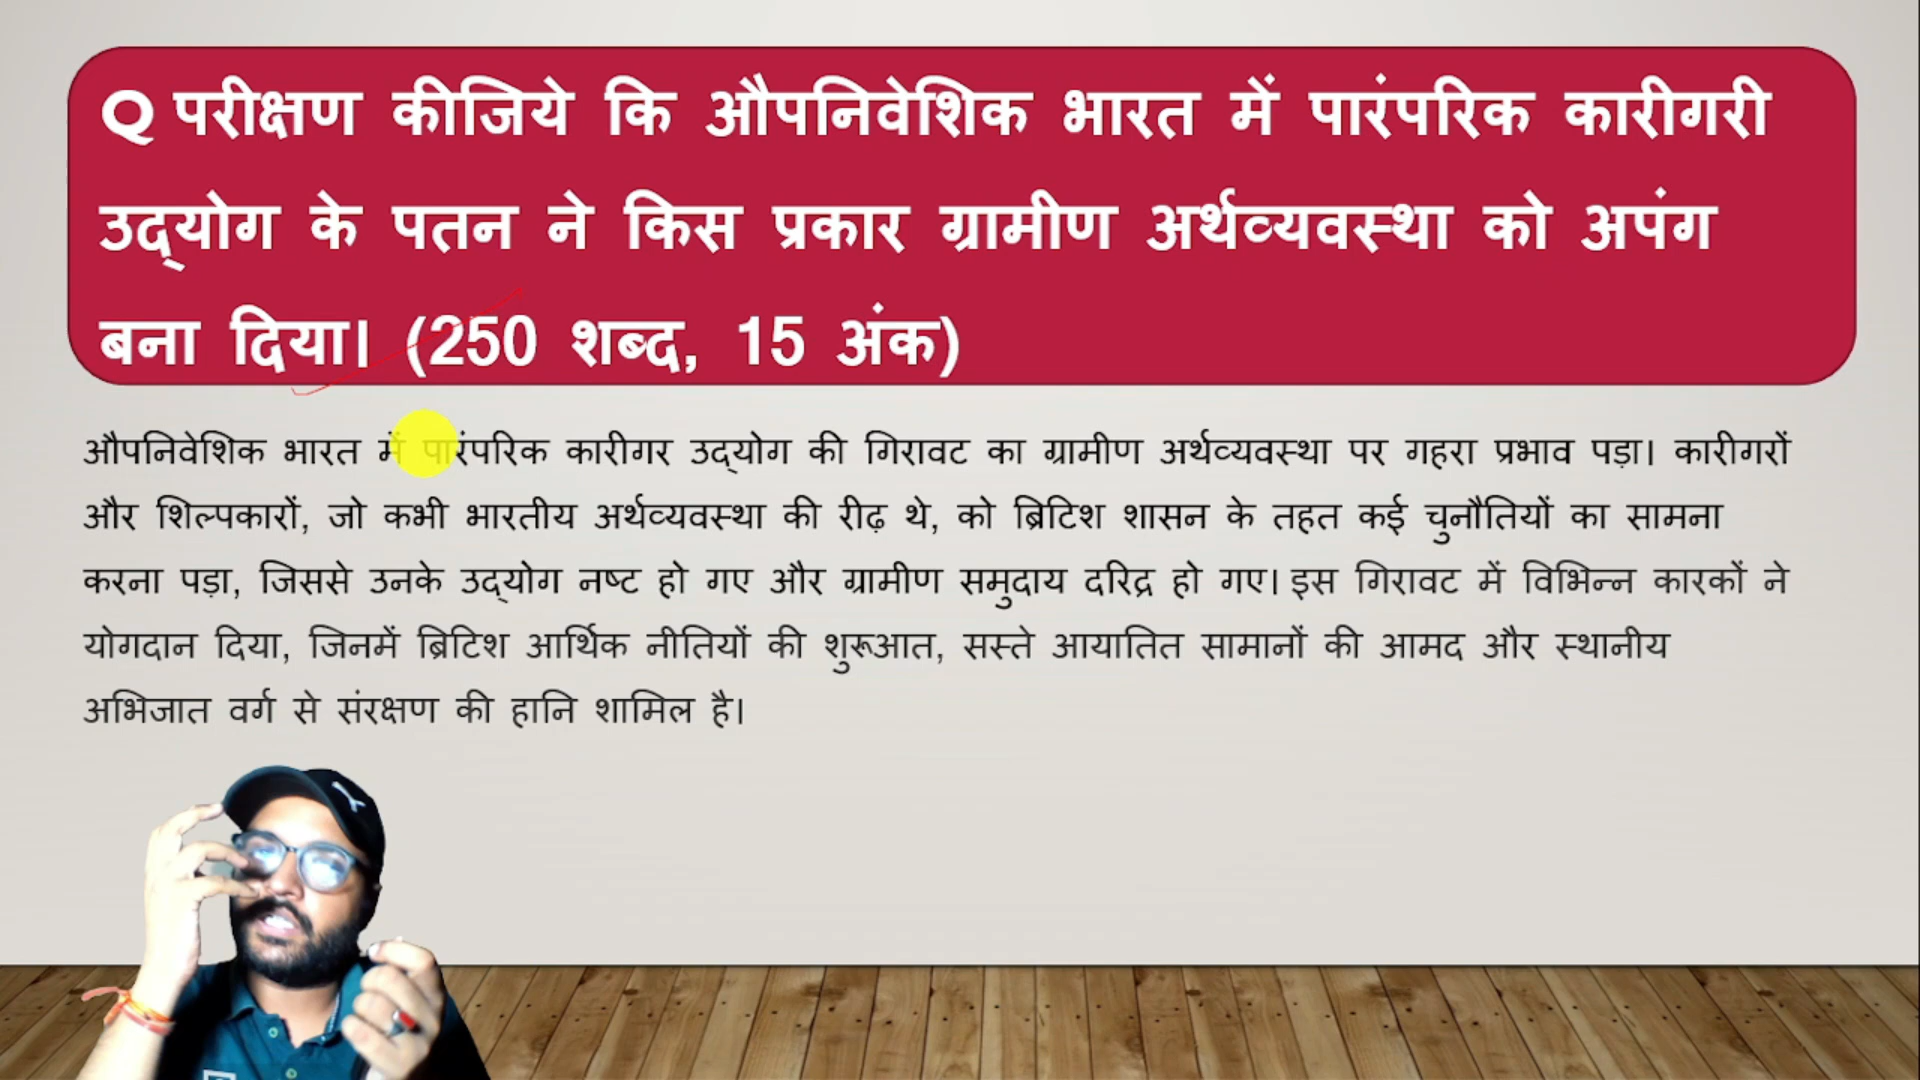 Q परीक्षण कीजिये कि औपनिवेशिक भारत में पारंपरिक कारीगरी
उद्योग के पतन ने किस प्रकार ग्रामीण अर्थव्यवस्था को अपंग
बना दिया। (250 शब्द, 15 अंक)
औपनिवेशिक भारत में पारंपरिक कारीगर उद्योग की गिरावट का ग्रामीण अर्थव्यवस्था पर गहरा प्रभाव पड़ा। कारीगरों
और शिल्पकारों, जो कभी भारतीय अर्थव्यवस्था की रीढ़ थे, को ब्रिटिश शासन के तहत कई चुनौतियों का सामना
करना पड़ा, जिससे उनके उद्योग नष्ट हो गए और ग्रामीण समुदाय दरिद्र हो गए। इस गिरावट में विभिन्न कारकों ने
योगदान दिया, जिनमें ब्रिटिश आर्थिक नीतियों की शुरूआत, सस्ते आयातित सामानों की आमद और स्थानीय
अभिजात वर्ग से संरक्षण की हानि शामिल है।